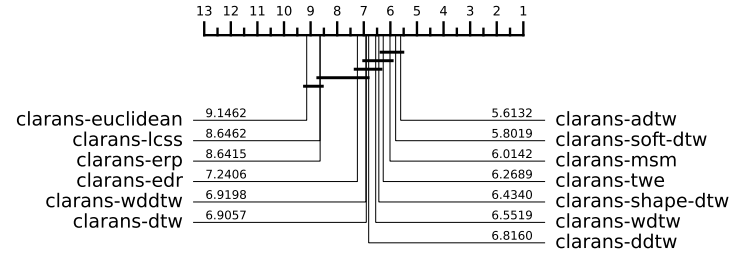 13 12 11 10 9 8 7 6 5 4 3 2 1
clarans-euclidean 9.1462 5.6132 clarans-adtw
clarans-lcss 8.6462 5.8019 clarans-soft-dtw
clarans-erp 8.6415 6.0142 clarans-msm
clarans-edr 7.2406 6.2689 clarans-twe
clarans-wddtw 6.9198 6.4340 clarans-shape-dtw
clarans-dtw 6.9057 6.5519 clarans-wdtw
6.8160 clarans-ddtw